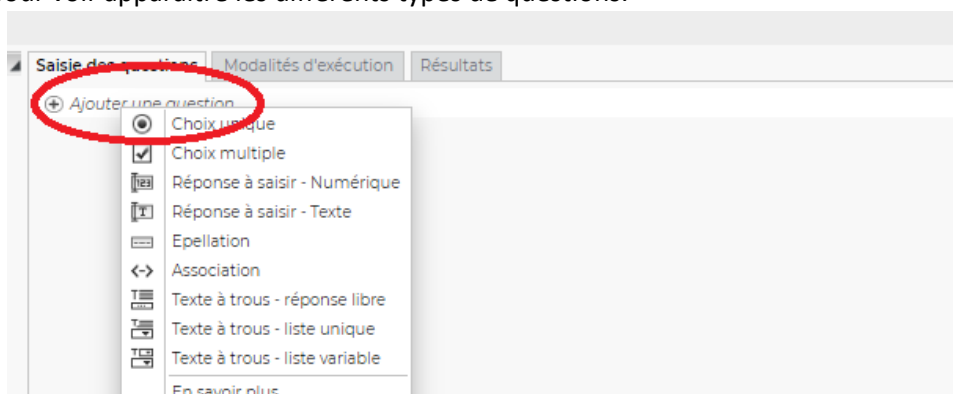 pour voir apparaître les différents types de questions.
Saisie des questions Modalités d'exécution Résultats
Ajouter une question
Choix unique
Choix multiple
123 Réponse à saisir - Numérique
T Réponse à saisir - Texte
Epellation
Association
Texte à trous - réponse libre
Texte à trous - liste unique
Texte à trous - liste variable
En savoir plus